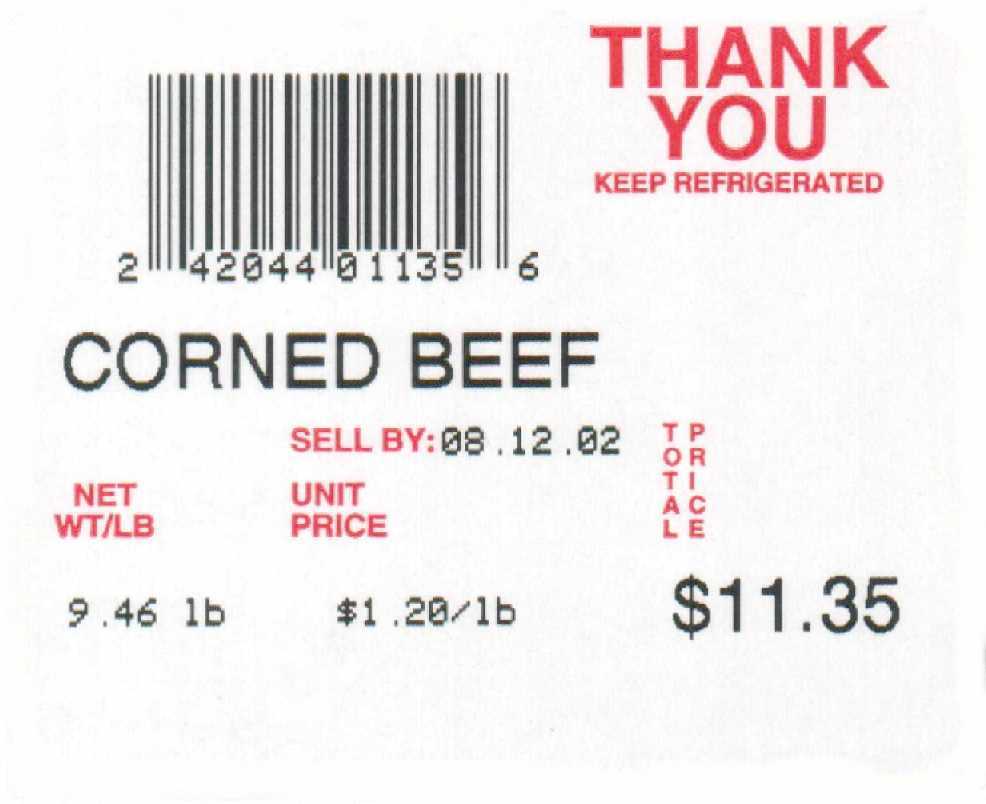 THANK
YOU
KEEP REFRIGERATED
2 42044 01135 6
CORNED BEEF
SELL BY: 08.12.02
TOTAL PRICE
NET WT/LB
UNIT PRICE
9.46 lb $1.20/lb $11.35